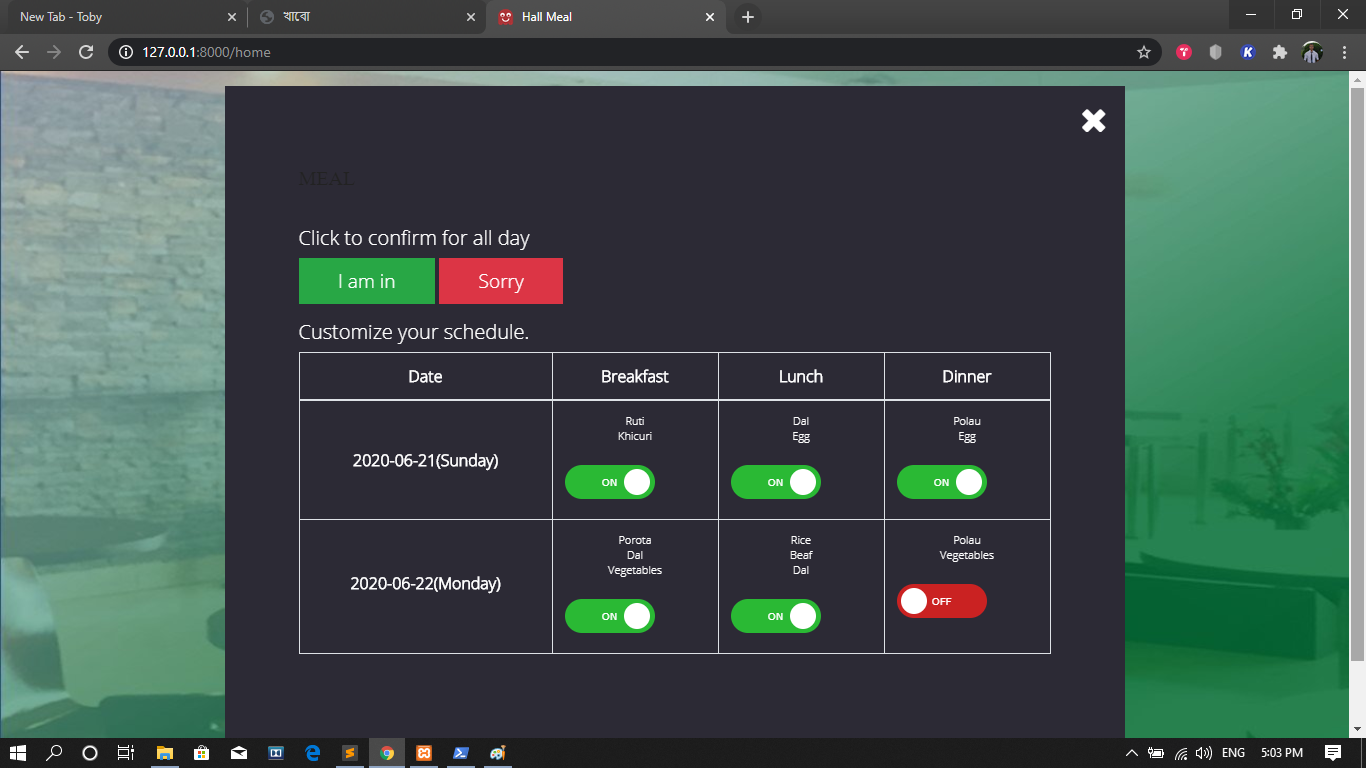 New Tab - Toby
খাবো
Hall Meal
127.0.0.1:8000/home
MEAL
Click to confirm for all day
I am in
Sorry
Customize your schedule.
Date Breakfast Lunch Dinner
2020-06-21(Sunday)
Ruti
Khicuri
ON
Dal
Egg
ON
Polau
Egg
ON
2020-06-22(Monday)
Porota
Dal
Vegetables
ON
Rice
Beaf
Dal
ON
Polau
Vegetables
OFF
ENG
5:03 PM